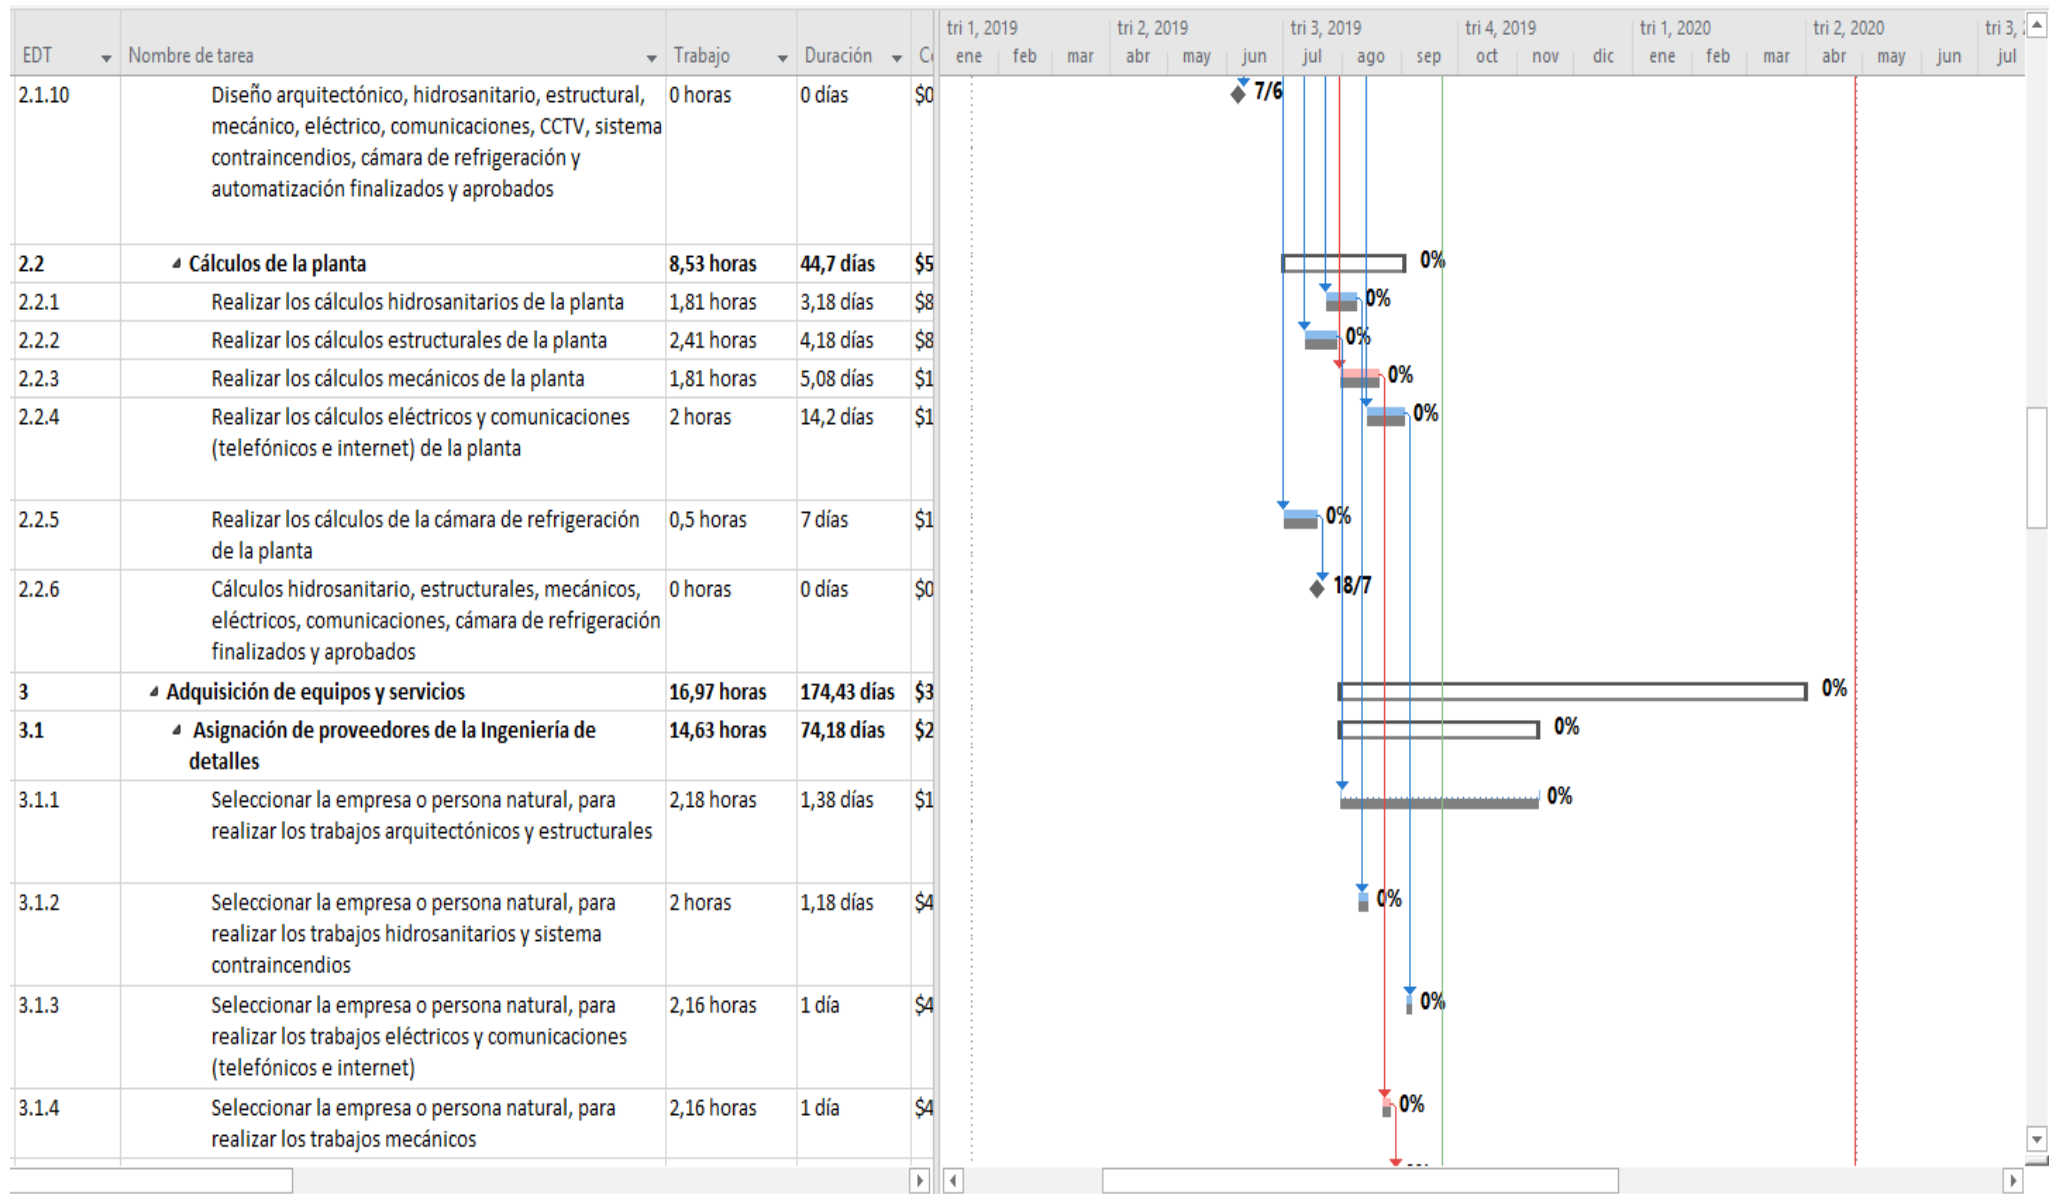 tri 1, 2019 tri 2, 2019 tri 3, 2019 tri 4, 2019 tri 1, 2020 tri 2, 2020 tri 3,
EDT Nombre de tarea Trabajo Duración ene feb mar abr may jun jul ago sep oct nov dic ene feb mar abr may jun jul
2.1.10 Diseño arquitectónico, hidrosanitario, estructural, 0 horas 0 días $0 7/6
mecánico, eléctrico, comunicaciones, CCTV, sistema
contraincendios, cámara de refrigeración y
automatización finalizados y aprobados
2.2 Cálculos de la planta 8,53 horas 44,7 días $5 0%
2.2.1 Realizar los cálculos hidrosanitarios de la planta 1,81 horas 3,18 días $8 0%
2.2.2 Realizar los cálculos estructurales de la planta 2,41 horas 4,18 días $8 0%
2.2.3 Realizar los cálculos mecánicos de la planta 1,81 horas 5,08 días $1 0%
2.2.4 Realizar los cálculos eléctricos y comunicaciones 2 horas 14,2 días $1 0%
(telefónicos e internet) de la planta
2.2.5 Realizar los cálculos de la cámara de refrigeración 0,5 horas 7 días $1 0%
de la planta
2.2.6 Cálculos hidrosanitario, estructurales, mecánicos, 0 horas 0 días $0 18/7
eléctricos, comunicaciones, cámara de refrigeración
finalizados y aprobados
3 Adquisición de equipos y servicios 16,97 horas 174,43 días $3 0%
3.1 Asignación de proveedores de la Ingeniería de 14,63 horas 74,18 días $2 0%
detalles
3.1.1 Seleccionar la empresa o persona natural, para 2,18 horas 1,38 días $1 0%
realizar los trabajos arquitectónicos y estructurales
3.1.2 Seleccionar la empresa o persona natural, para 2 horas 1,18 días $4 0%
realizar los trabajos hidrosanitarios y sistema
contraincendios
3.1.3 Seleccionar la empresa o persona natural, para 2,16 horas 1 día $4 0%
realizar los trabajos eléctricos y comunicaciones
(telefónicos e internet)
3.1.4 Seleccionar la empresa o persona natural, para 2,16 horas 1 día $4 0%
realizar los trabajos mecánicos